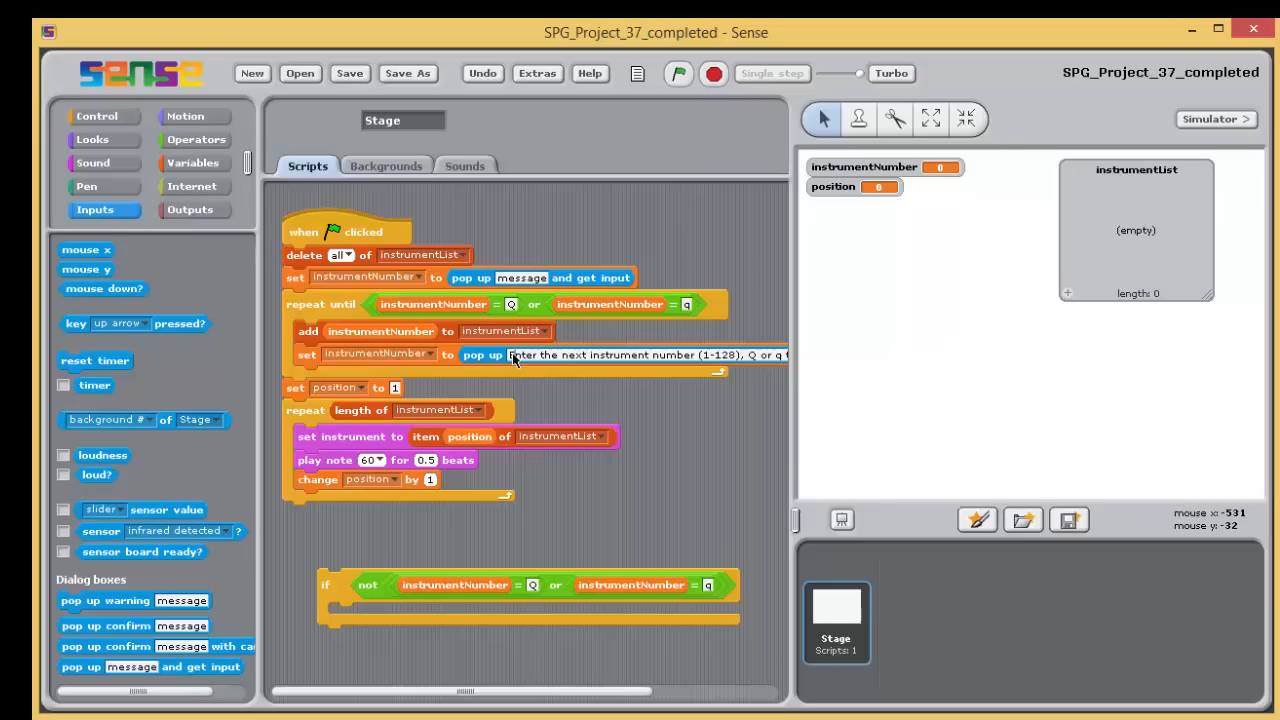 SPG_Project_37_completed - Sense
sense
New Open Save Save As Undo Extras Help Single step Turbo
SPG_Project_37_completed
Control Motion
Looks Operators
Sound Variables
Pen Internet
Inputs Outputs
Stage
Scripts Backgrounds Sounds
Simulator >
mouse x
mouse y
mouse down?
key up arrow pressed?
reset timer
timer
background # of Stage
loudness
loud?
slider sensor value
sensor infrared detected ?
sensor board ready?
Dialog boxes
pop up warning message
pop up confirm message
pop up confirm message with
pop up message and get input
when clicked
delete all of instrumentList
set instrumentNumber to pop up message and get input
repeat until instrumentNumber = Q or instrumentNumber = q
add instrumentNumber to instrumentList
set instrumentNumber to pop up Enter the next instrument number (1-128), Q or q
set position to 1
repeat length of instrumentList
set instrument to item position of instrumentList
play note 60 for 0.5 beats
change position by 1
if not instrumentNumber = Q or instrumentNumber = q
instrumentNumber 0
position 0
instrumentList
(empty)
+ length: 0
mouse x: -531
mouse y: -32
Stage
Scripts: 1